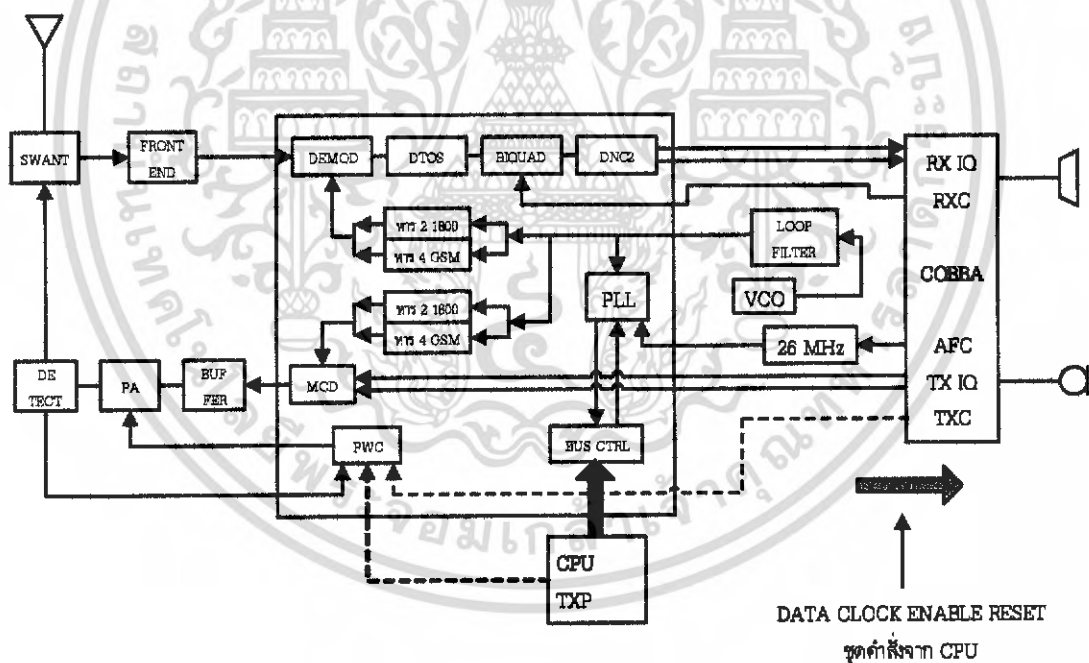 SWANT
FRONT
END
DEMOD
DTOS
BIQUAD
DNC2
RX IQ
RXC
COBBA
AFC
TX IQ
TXC
หาร 2 1800
หาร 4 GSM
LOOP
FILTER
VCO
PLL
26 MHz
หาร 2 1800
หาร 4 GSM
DE
TECT
PA
BUF
FER
MCD
PWC
BUS CTRL
CPU
TXP
DATA CLOCK ENABLE RESET
ชุดคำสั่งจาก CPU